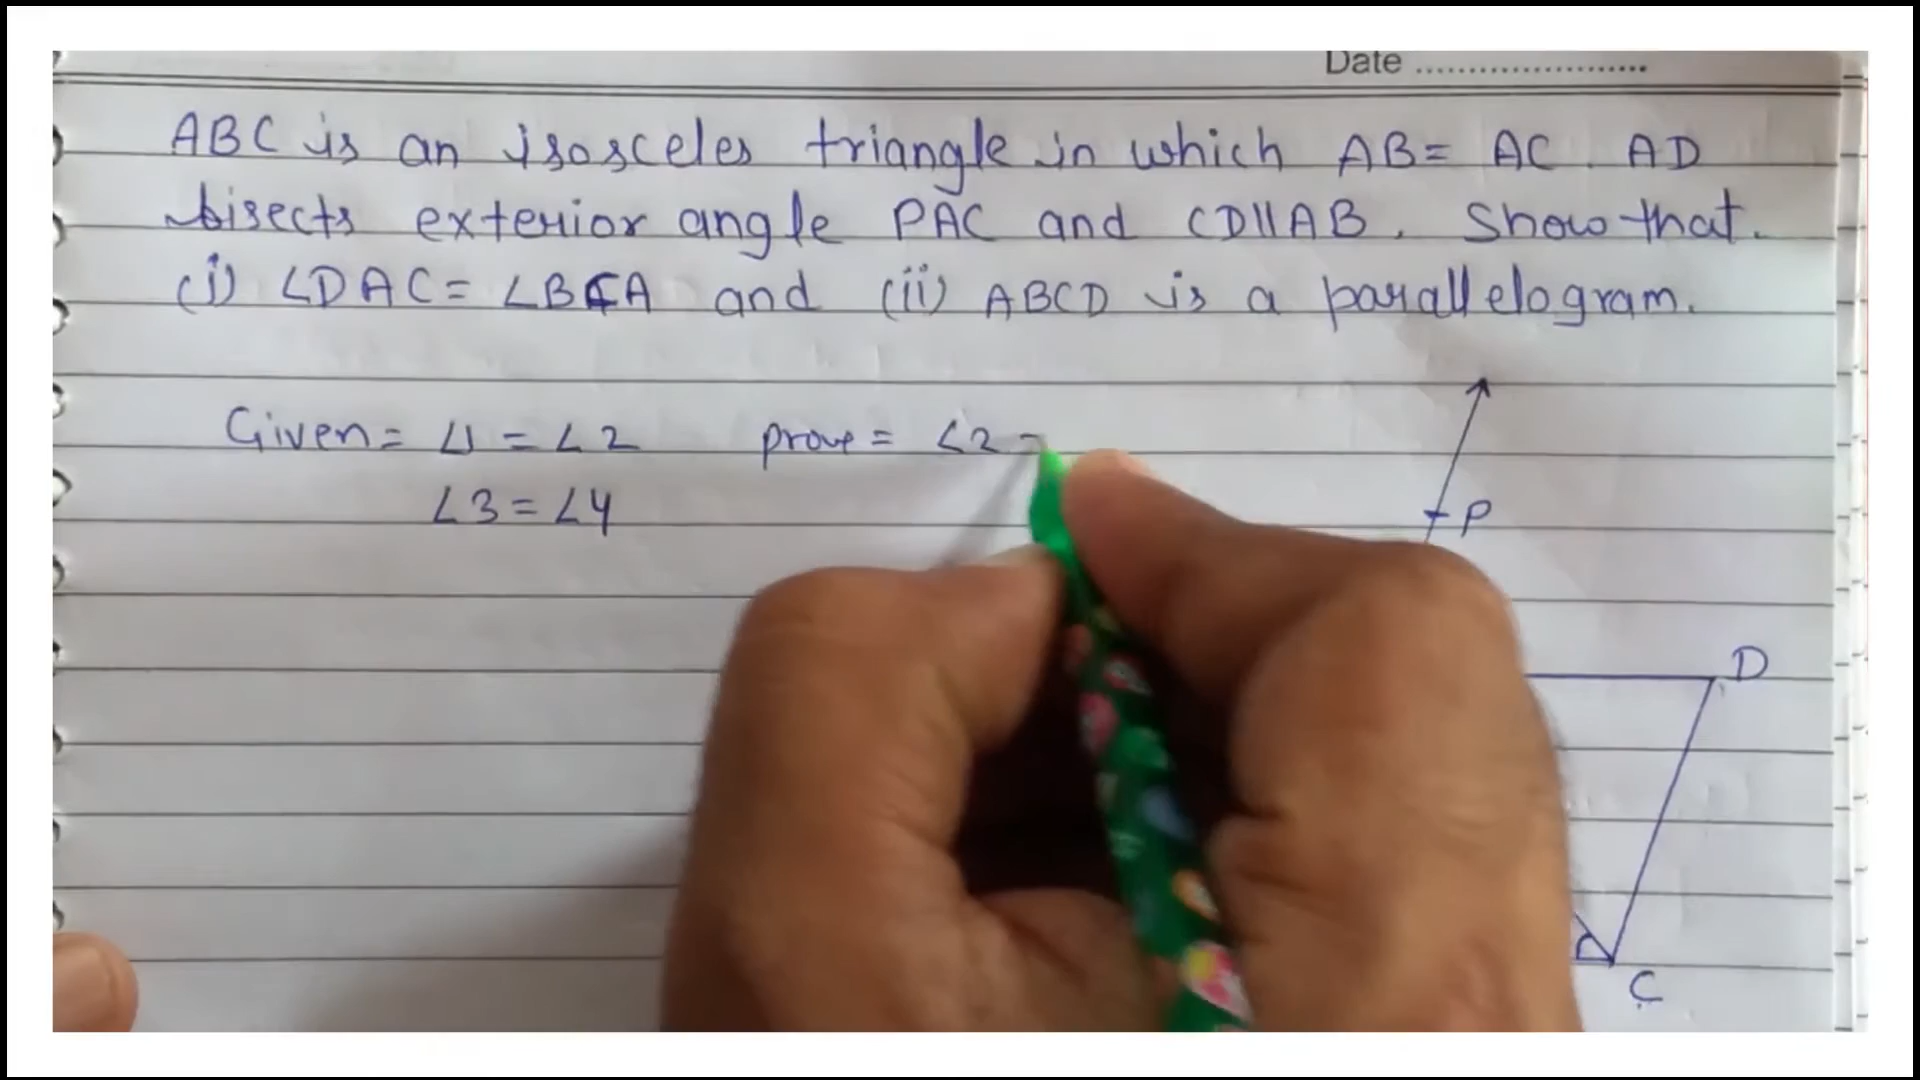 Date ......................
ABC is an isosceles triangle in which AB= AC. AD
bisects exterior angle PAC and CD||AB. Show that.
(i) ∠DAC= ∠BCA and (ii) ABCD is a parallelogram.
Given= ∠1 = ∠2 prove = ∠2 =
∠3 = ∠4
P
D
C